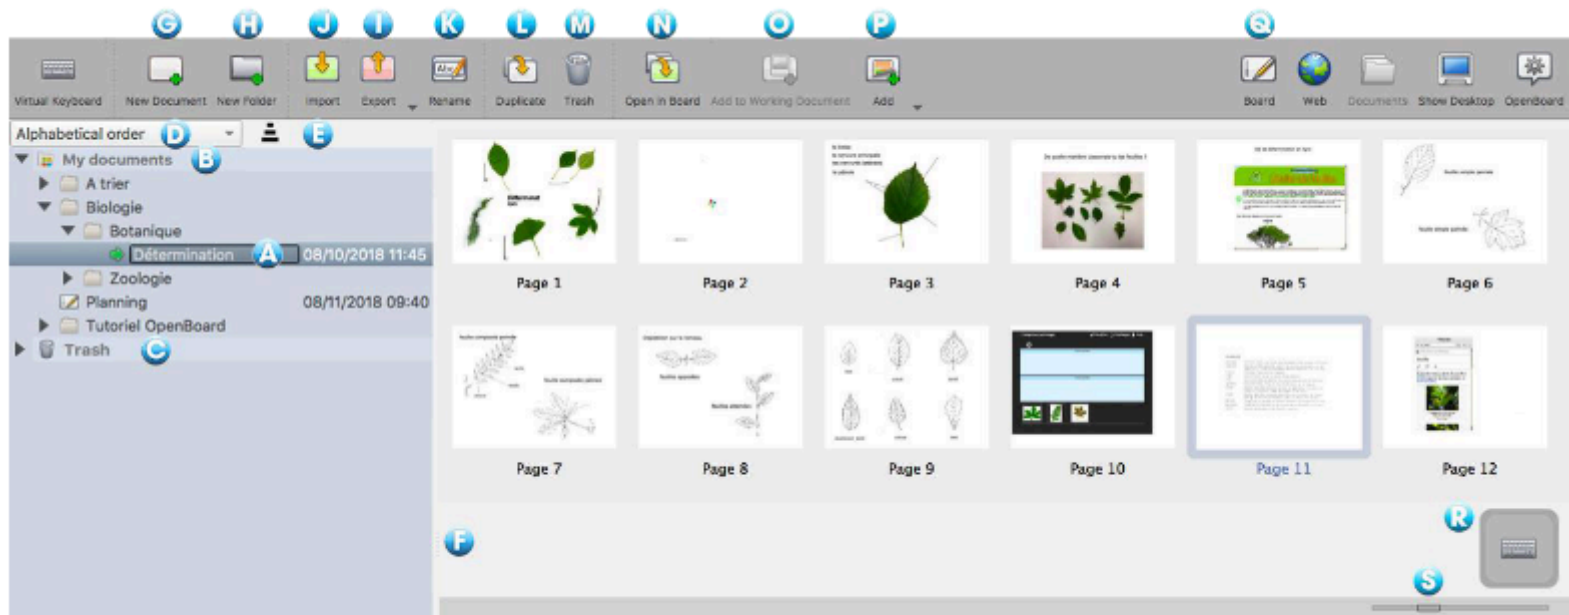 G H J I K L M N O P Q
Virtual Keyboard New Document New Folder Import Export Rename Duplicate Trash Open in Board Add to Working Document Add Board Web Documents Show Desktop OpenBoard
Alphabetical order D E
My documents B
A trier
Biologie
Botanique
Détermination A 08/10/2018 11:45
Zoologie
Planning 08/11/2018 09:40
Tutoriel OpenBoard
Trash C
Page 1 Page 2 Page 3 Page 4 Page 5 Page 6
Page 7 Page 8 Page 9 Page 10 Page 11 Page 12
R
F
S